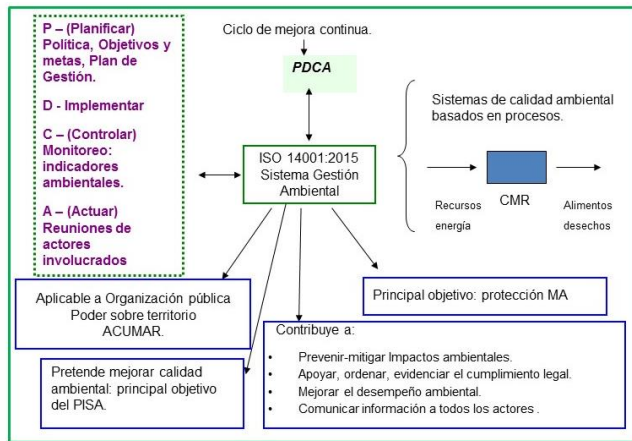 P – (Planificar)
Política, Objetivos y
metas, Plan de
Gestión.
D - Implementar
C – (Controlar)
Monitoreo:
indicadores
ambientales.
A – (Actuar)
Reuniones de
actores
involucrados
Ciclo de mejora continua.
PDCA
ISO 14001:2015
Sistema Gestión
Ambiental
Sistemas de calidad ambiental
basados en procesos.
Recursos
energía
CMR
Alimentos
desechos
Aplicable a Organización pública
Poder sobre territorio
ACUMAR.
Principal objetivo: protección MA
Pretende mejorar calidad
ambiental: principal objetivo
del PISA.
Contribuye a:
• Prevenir-mitigar Impactos ambientales.
• Apoyar, ordenar, evidenciar el cumplimiento legal.
• Mejorar el desempeño ambiental.
• Comunicar información a todos los actores .